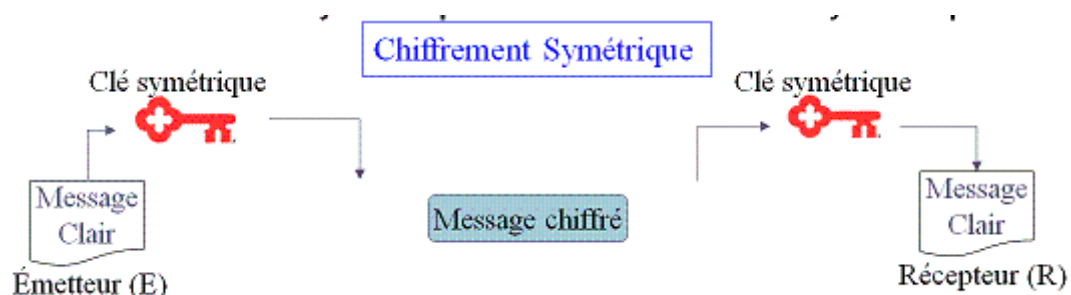 Chiffrement Symétrique
Clé symétrique
Clé symétrique
Message
Clair
Message chiffré
Message
Clair
Émetteur (E)
Récepteur (R)